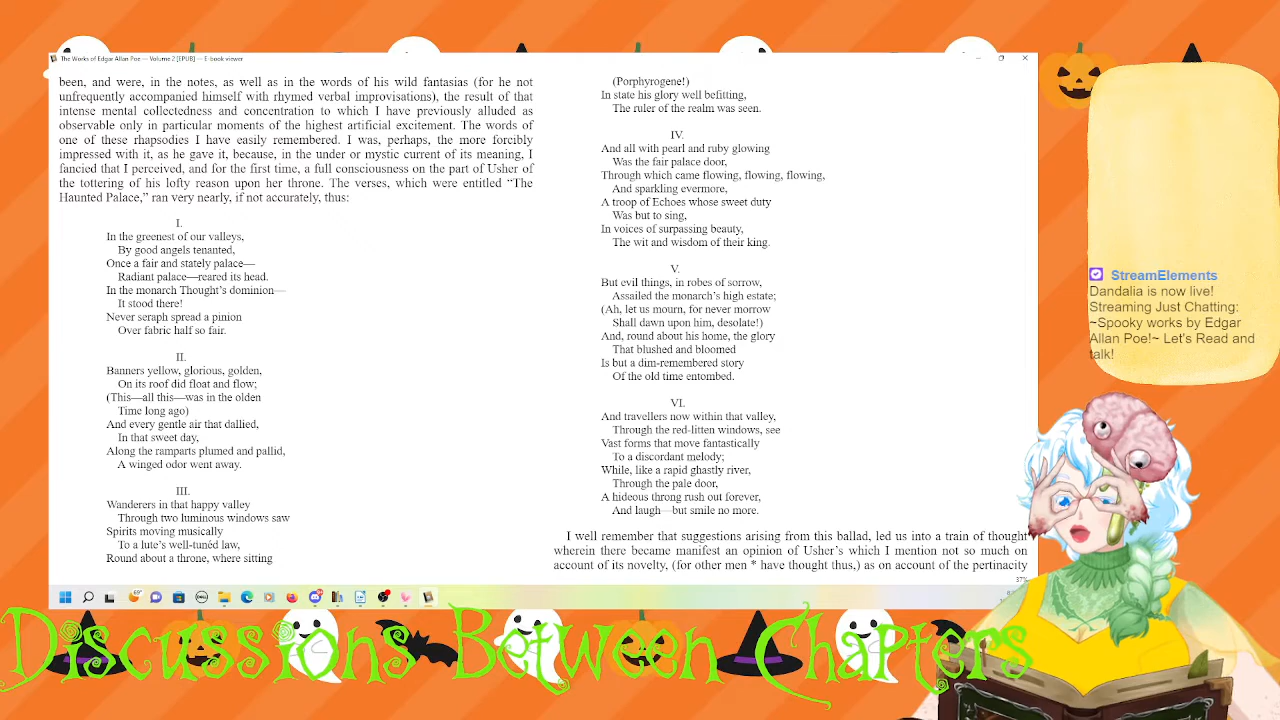 The Works of Edgar Allan Poe — Volume 2 [EPUB] — E-book viewer
been, and were, in the notes, as well as in the words of his wild fantasias (for he not
unfrequently accompanied himself with rhymed verbal improvisations), the result of that
intense mental collectedness and concentration to which I have previously alluded as
observable only in particular moments of the highest artificial excitement. The words of
one of these rhapsodies I have easily remembered. I was, perhaps, the more forcibly
impressed with it, as he gave it, because, in the under or mystic current of its meaning, I
fancied that I perceived, and for the first time, a full consciousness on the part of Usher of
the tottering of his lofty reason upon her throne. The verses, which were entitled “The
Haunted Palace,” ran very nearly, if not accurately, thus:
I.
In the greenest of our valleys,
By good angels tenanted,
Once a fair and stately palace—
Radiant palace—reared its head.
In the monarch Thought’s dominion—
It stood there!
Never seraph spread a pinion
Over fabric half so fair.
II.
Banners yellow, glorious, golden,
On its roof did float and flow;
(This—all this—was in the olden
Time long ago)
And every gentle air that dallied,
In that sweet day,
Along the ramparts plumed and pallid,
A winged odor went away.
III.
Wanderers in that happy valley
Through two luminous windows saw
Spirits moving musically
To a lute’s well-tunéd law,
Round about a throne, where sitting
(Porphyrogene!)
In state his glory well befitting,
The ruler of the realm was seen.
IV.
And all with pearl and ruby glowing
Was the fair palace door,
Through which came flowing, flowing, flowing,
And sparkling evermore,
A troop of Echoes whose sweet duty
Was but to sing,
In voices of surpassing beauty,
The wit and wisdom of their king.
V.
But evil things, in robes of sorrow,
Assailed the monarch’s high estate;
(Ah, let us mourn, for never morrow
Shall dawn upon him, desolate!)
And, round about his home, the glory
That blushed and bloomed
Is but a dim-remembered story
Of the old time entombed.
VI.
And travellers now within that valley,
Through the red-litten windows, see
Vast forms that move fantastically
To a discordant melody;
While, like a rapid ghastly river,
Through the pale door,
A hideous throng rush out forever,
And laugh—but smile no more.
I well remember that suggestions arising from this ballad, led us into a train of thought
wherein there became manifest an opinion of Usher’s which I mention not so much on
account of its novelty, (for other men * have thought thus,) as on account of the pertinacity
37%
StreamElements
Dandalia is now live!
Streaming Just Chatting:
~Spooky works by Edgar
Allan Poe!~ Let's Read and
talk!
Discussions Between Chapters